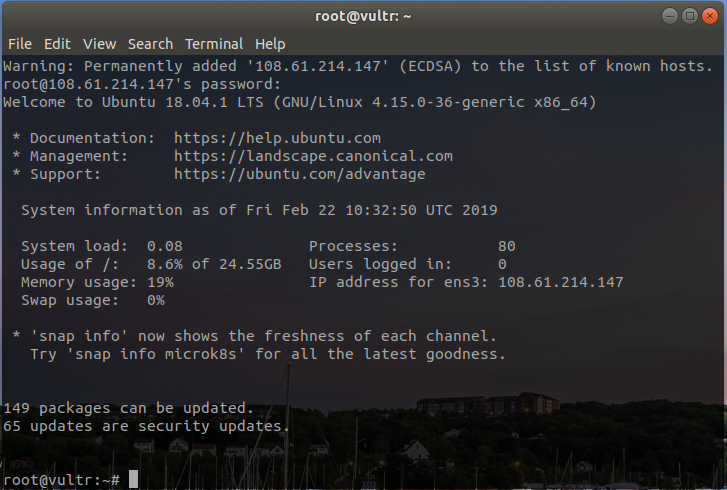 root@vultr: ~
File Edit View Search Terminal Help
Warning: Permanently added '108.61.214.147' (ECDSA) to the list of known hosts.
root@108.61.214.147's password:
Welcome to Ubuntu 18.04.1 LTS (GNU/Linux 4.15.0-36-generic x86_64)
* Documentation: https://help.ubuntu.com
* Management: https://landscape.canonical.com
* Support: https://ubuntu.com/advantage
System information as of Fri Feb 22 10:32:50 UTC 2019
System load: 0.08 Processes: 80
Usage of /: 8.6% of 24.55GB Users logged in: 0
Memory usage: 19% IP address for ens3: 108.61.214.147
Swap usage: 0%
* 'snap info' now shows the freshness of each channel.
Try 'snap info microk8s' for all the latest goodness.
149 packages can be updated.
65 updates are security updates.
root@vultr:~#